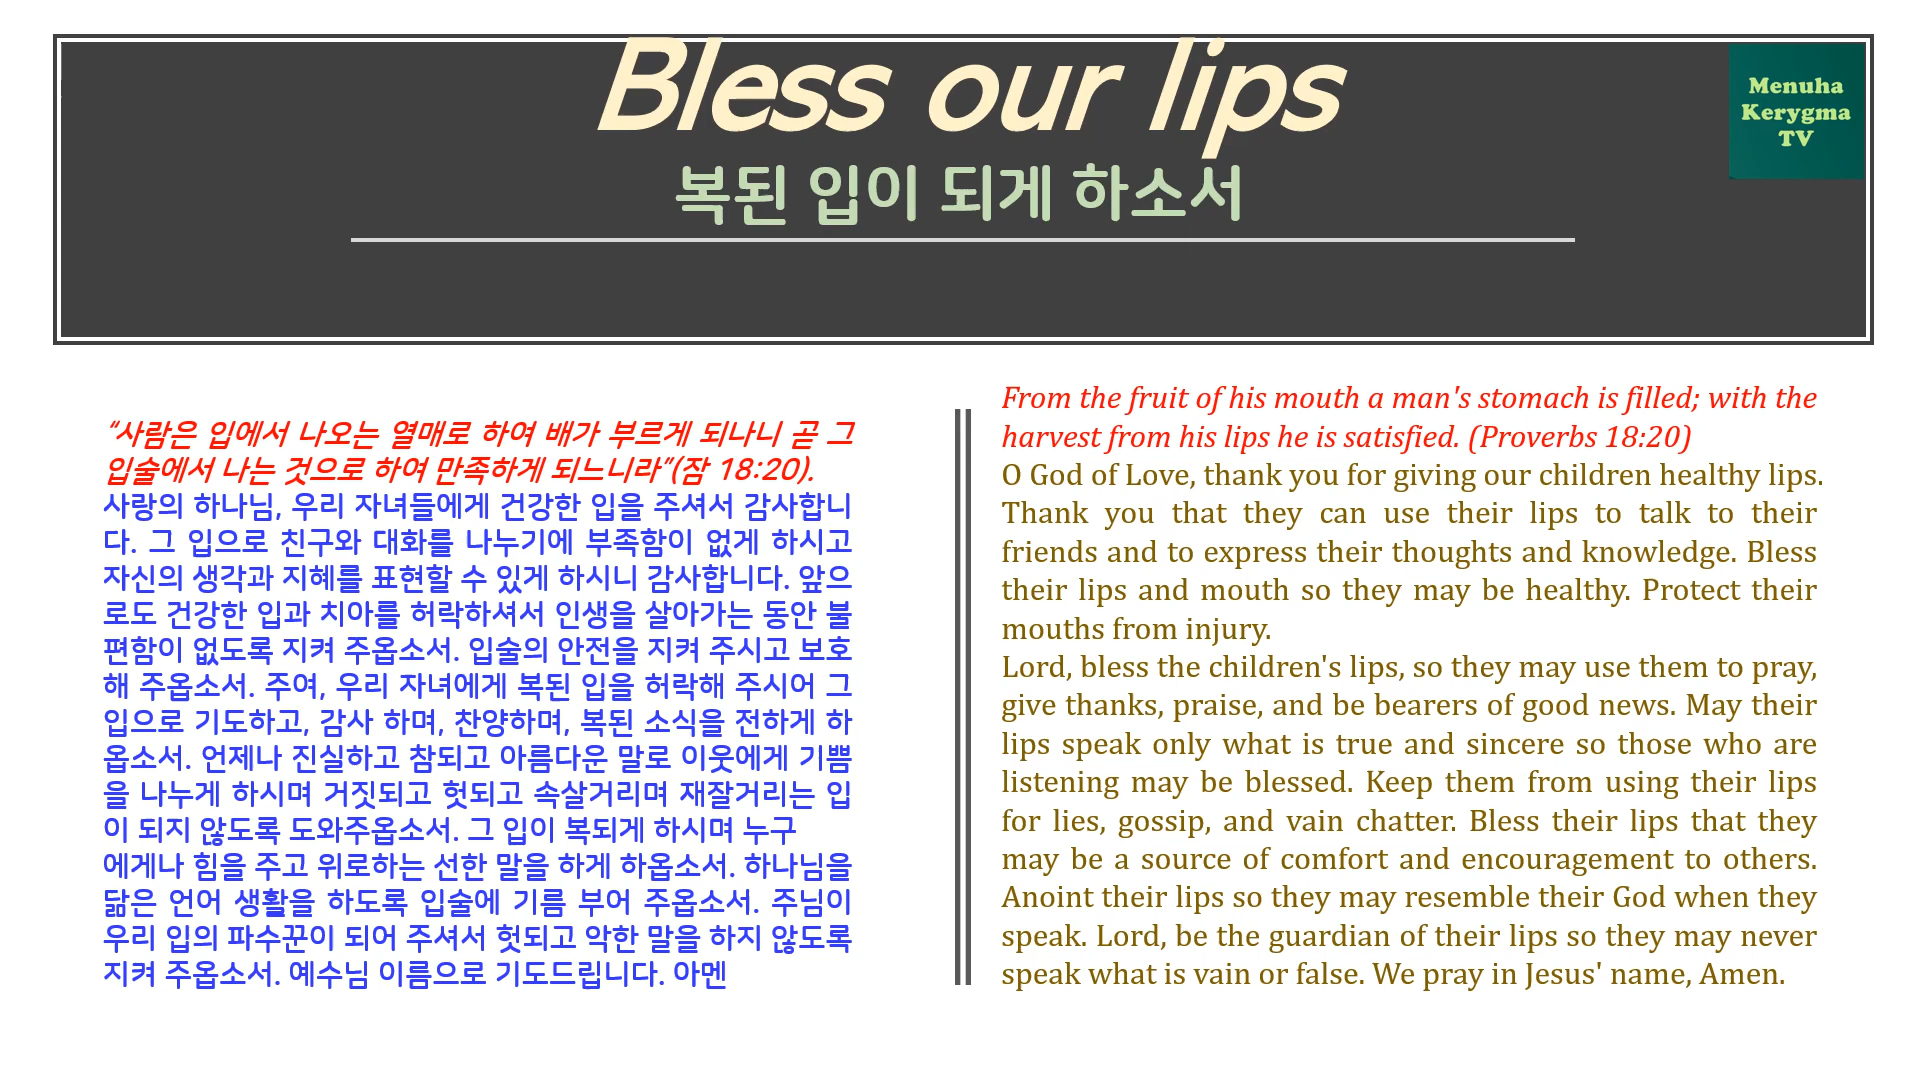 Bless our lips
복된 입이 되게 하소서
Menuha
Kerygma
TV
“사람은 입에서 나오는 열매로 하여 배가 부르게 되나니 곧 그
입술에서 나는 것으로 하여 만족하게 되느니라”(잠 18:20).
사랑의 하나님, 우리 자녀들에게 건강한 입을 주셔서 감사합니
다. 그 입으로 친구와 대화를 나누기에 부족함이 없게 하시고
자신의 생각과 지혜를 표현할 수 있게 하시니 감사합니다. 앞으
로도 건강한 입과 치아를 허락하셔서 인생을 살아가는 동안 불
편함이 없도록 지켜 주옵소서. 입술의 안전을 지켜 주시고 보호
해 주옵소서. 주여, 우리 자녀에게 복된 입을 허락해 주시어 그
입으로 기도하고, 감사 하며, 찬양하며, 복된 소식을 전하게 하
옵소서. 언제나 진실하고 참되고 아름다운 말로 이웃에게 기쁨
을 나누게 하시며 거짓되고 헛되고 속살거리며 재잘거리는 입
이 되지 않도록 도와주옵소서. 그 입이 복되게 하시며 누구
에게나 힘을 주고 위로하는 선한 말을 하게 하옵소서. 하나님을
닮은 언어 생활을 하도록 입술에 기름 부어 주옵소서. 주님이
우리 입의 파수꾼이 되어 주셔서 헛되고 악한 말을 하지 않도록
지켜 주옵소서. 예수님 이름으로 기도드립니다. 아멘
From the fruit of his mouth a man's stomach is filled; with the
harvest from his lips he is satisfied. (Proverbs 18:20)
O God of Love, thank you for giving our children healthy lips.
Thank you that they can use their lips to talk to their
friends and to express their thoughts and knowledge. Bless
their lips and mouth so they may be healthy. Protect their
mouths from injury.
Lord, bless the children's lips, so they may use them to pray,
give thanks, praise, and be bearers of good news. May their
lips speak only what is true and sincere so those who are
listening may be blessed. Keep them from using their lips
for lies, gossip, and vain chatter. Bless their lips that they
may be a source of comfort and encouragement to others.
Anoint their lips so they may resemble their God when they
speak. Lord, be the guardian of their lips so they may never
speak what is vain or false. We pray in Jesus' name, Amen.